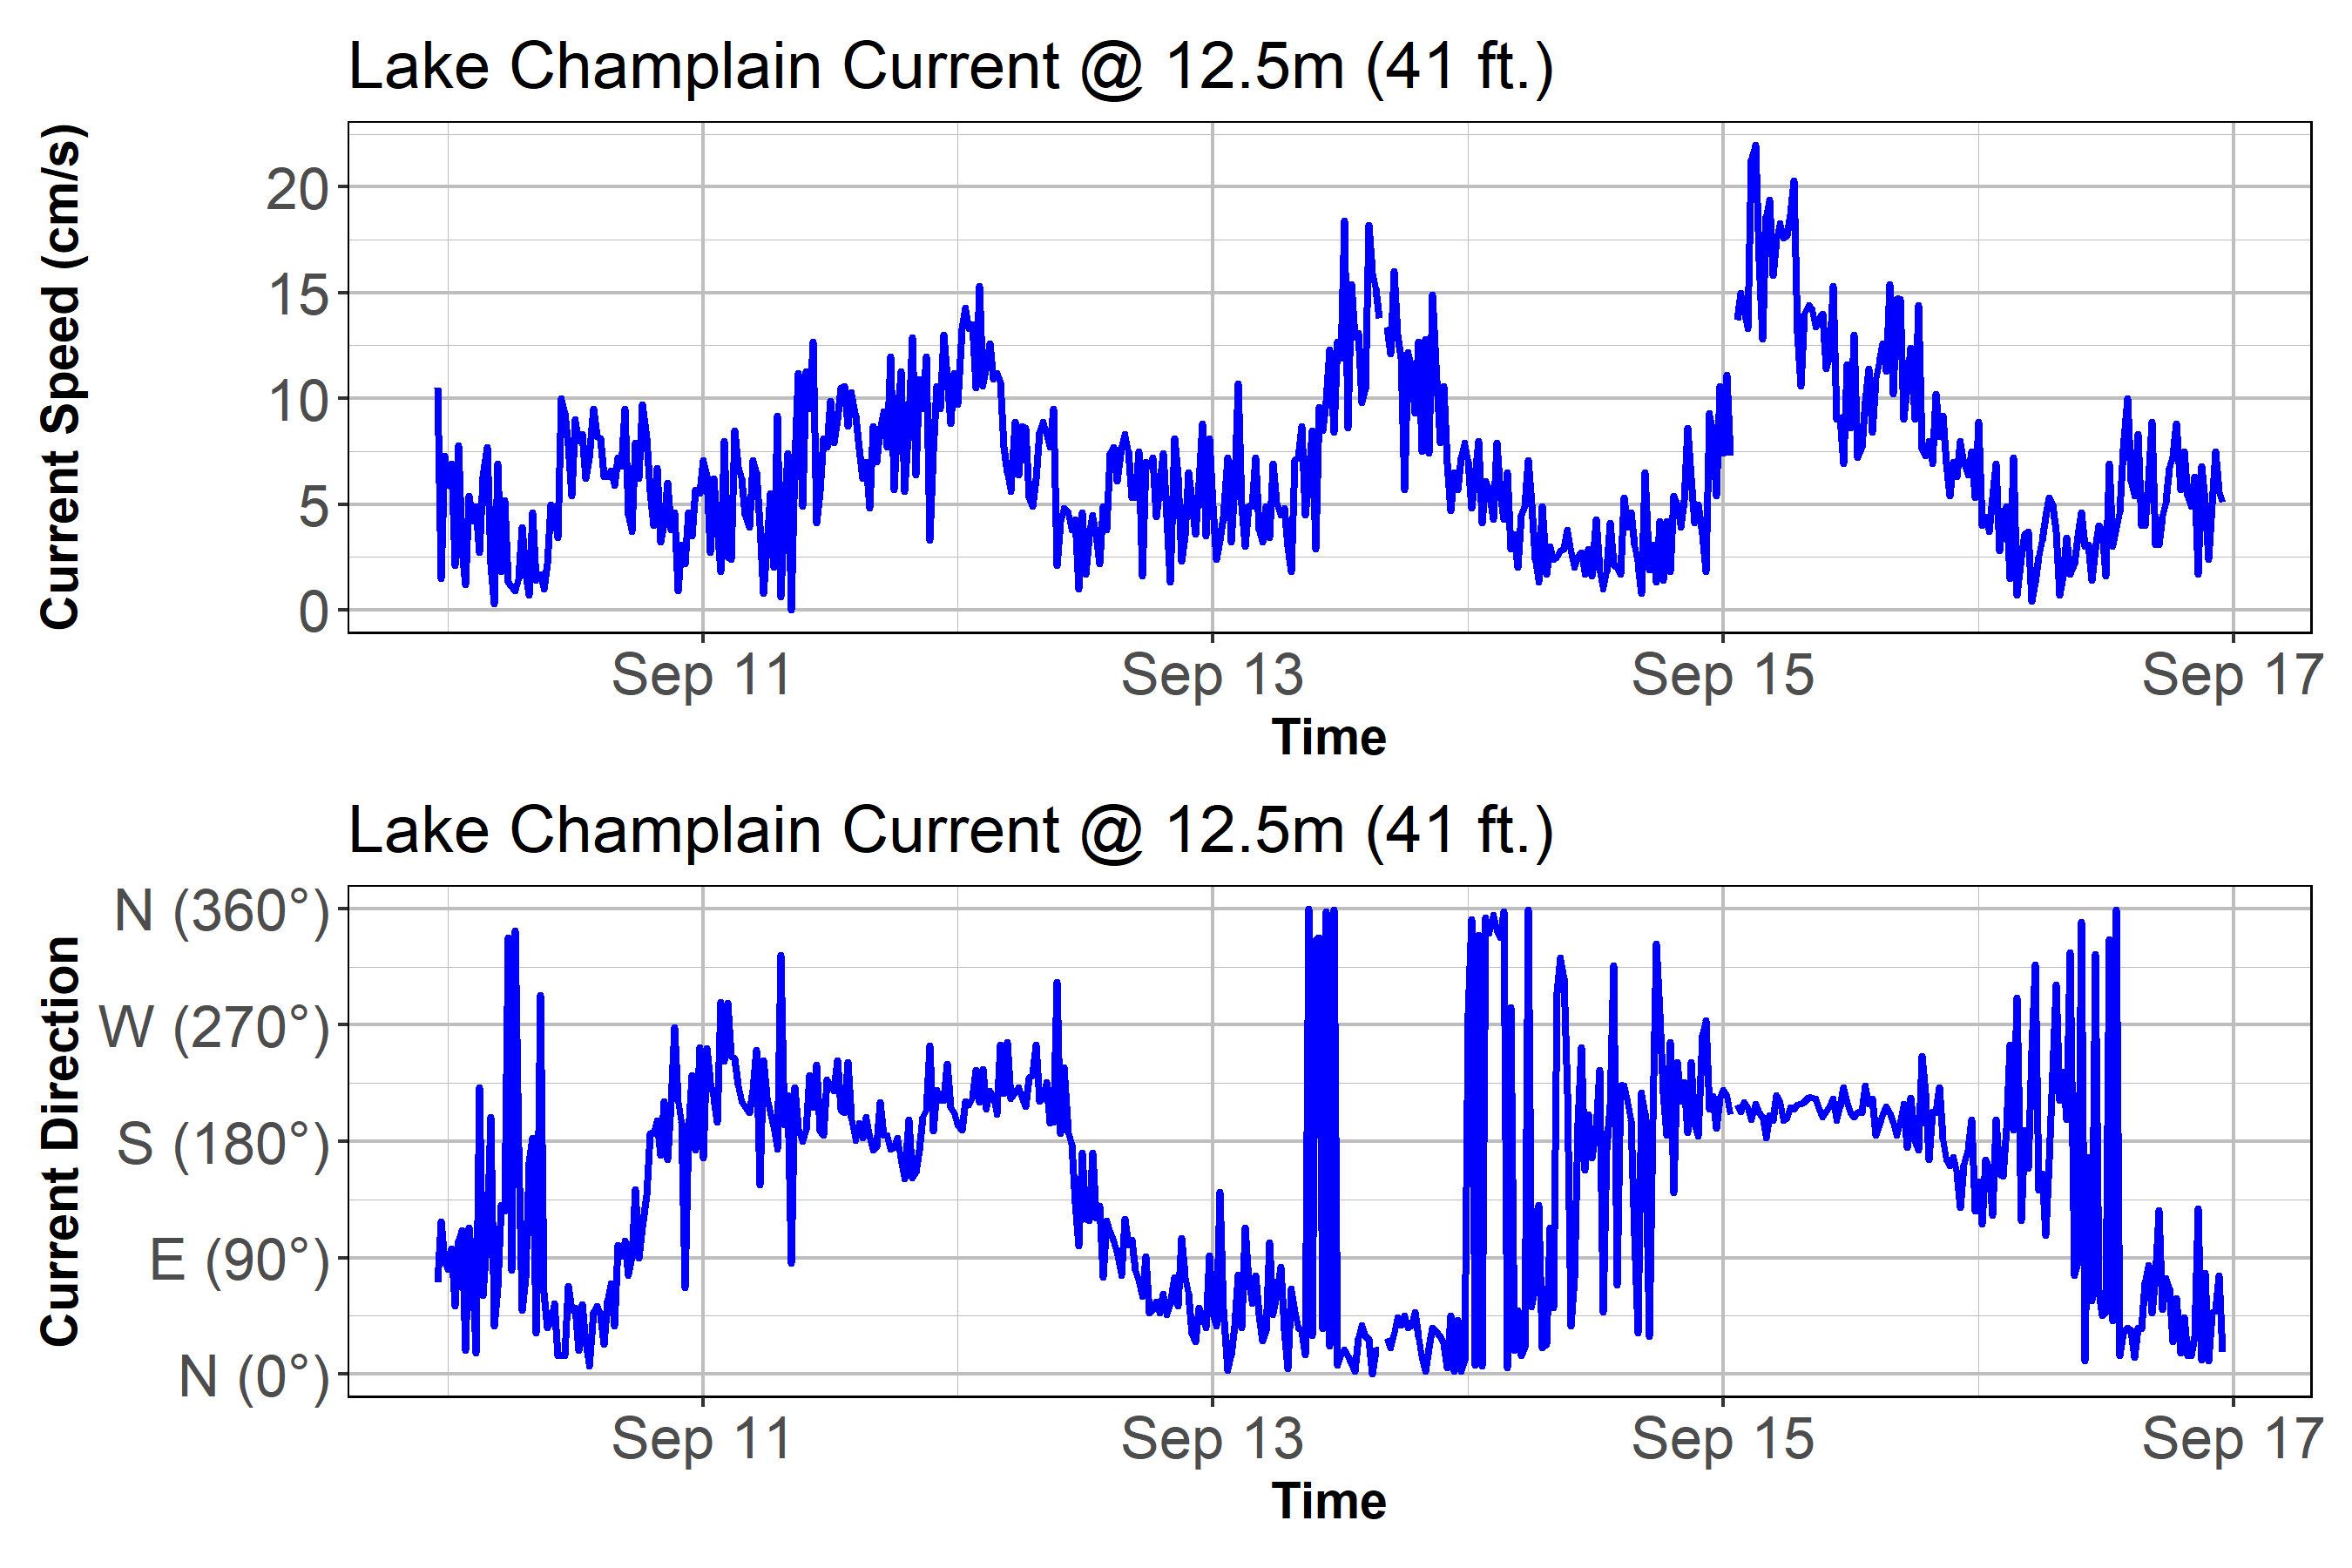 Lake Champlain Current @ 12.5m (41 ft.)
Current Speed (cm/s)
20
15
10
5
0
Sep 11 Sep 13 Sep 15 Sep 17
Time
Lake Champlain Current @ 12.5m (41 ft.)
Current Direction
N (360°)
W (270°)
S (180°)
E (90°)
N (0°)
Sep 11 Sep 13 Sep 15 Sep 17
Time